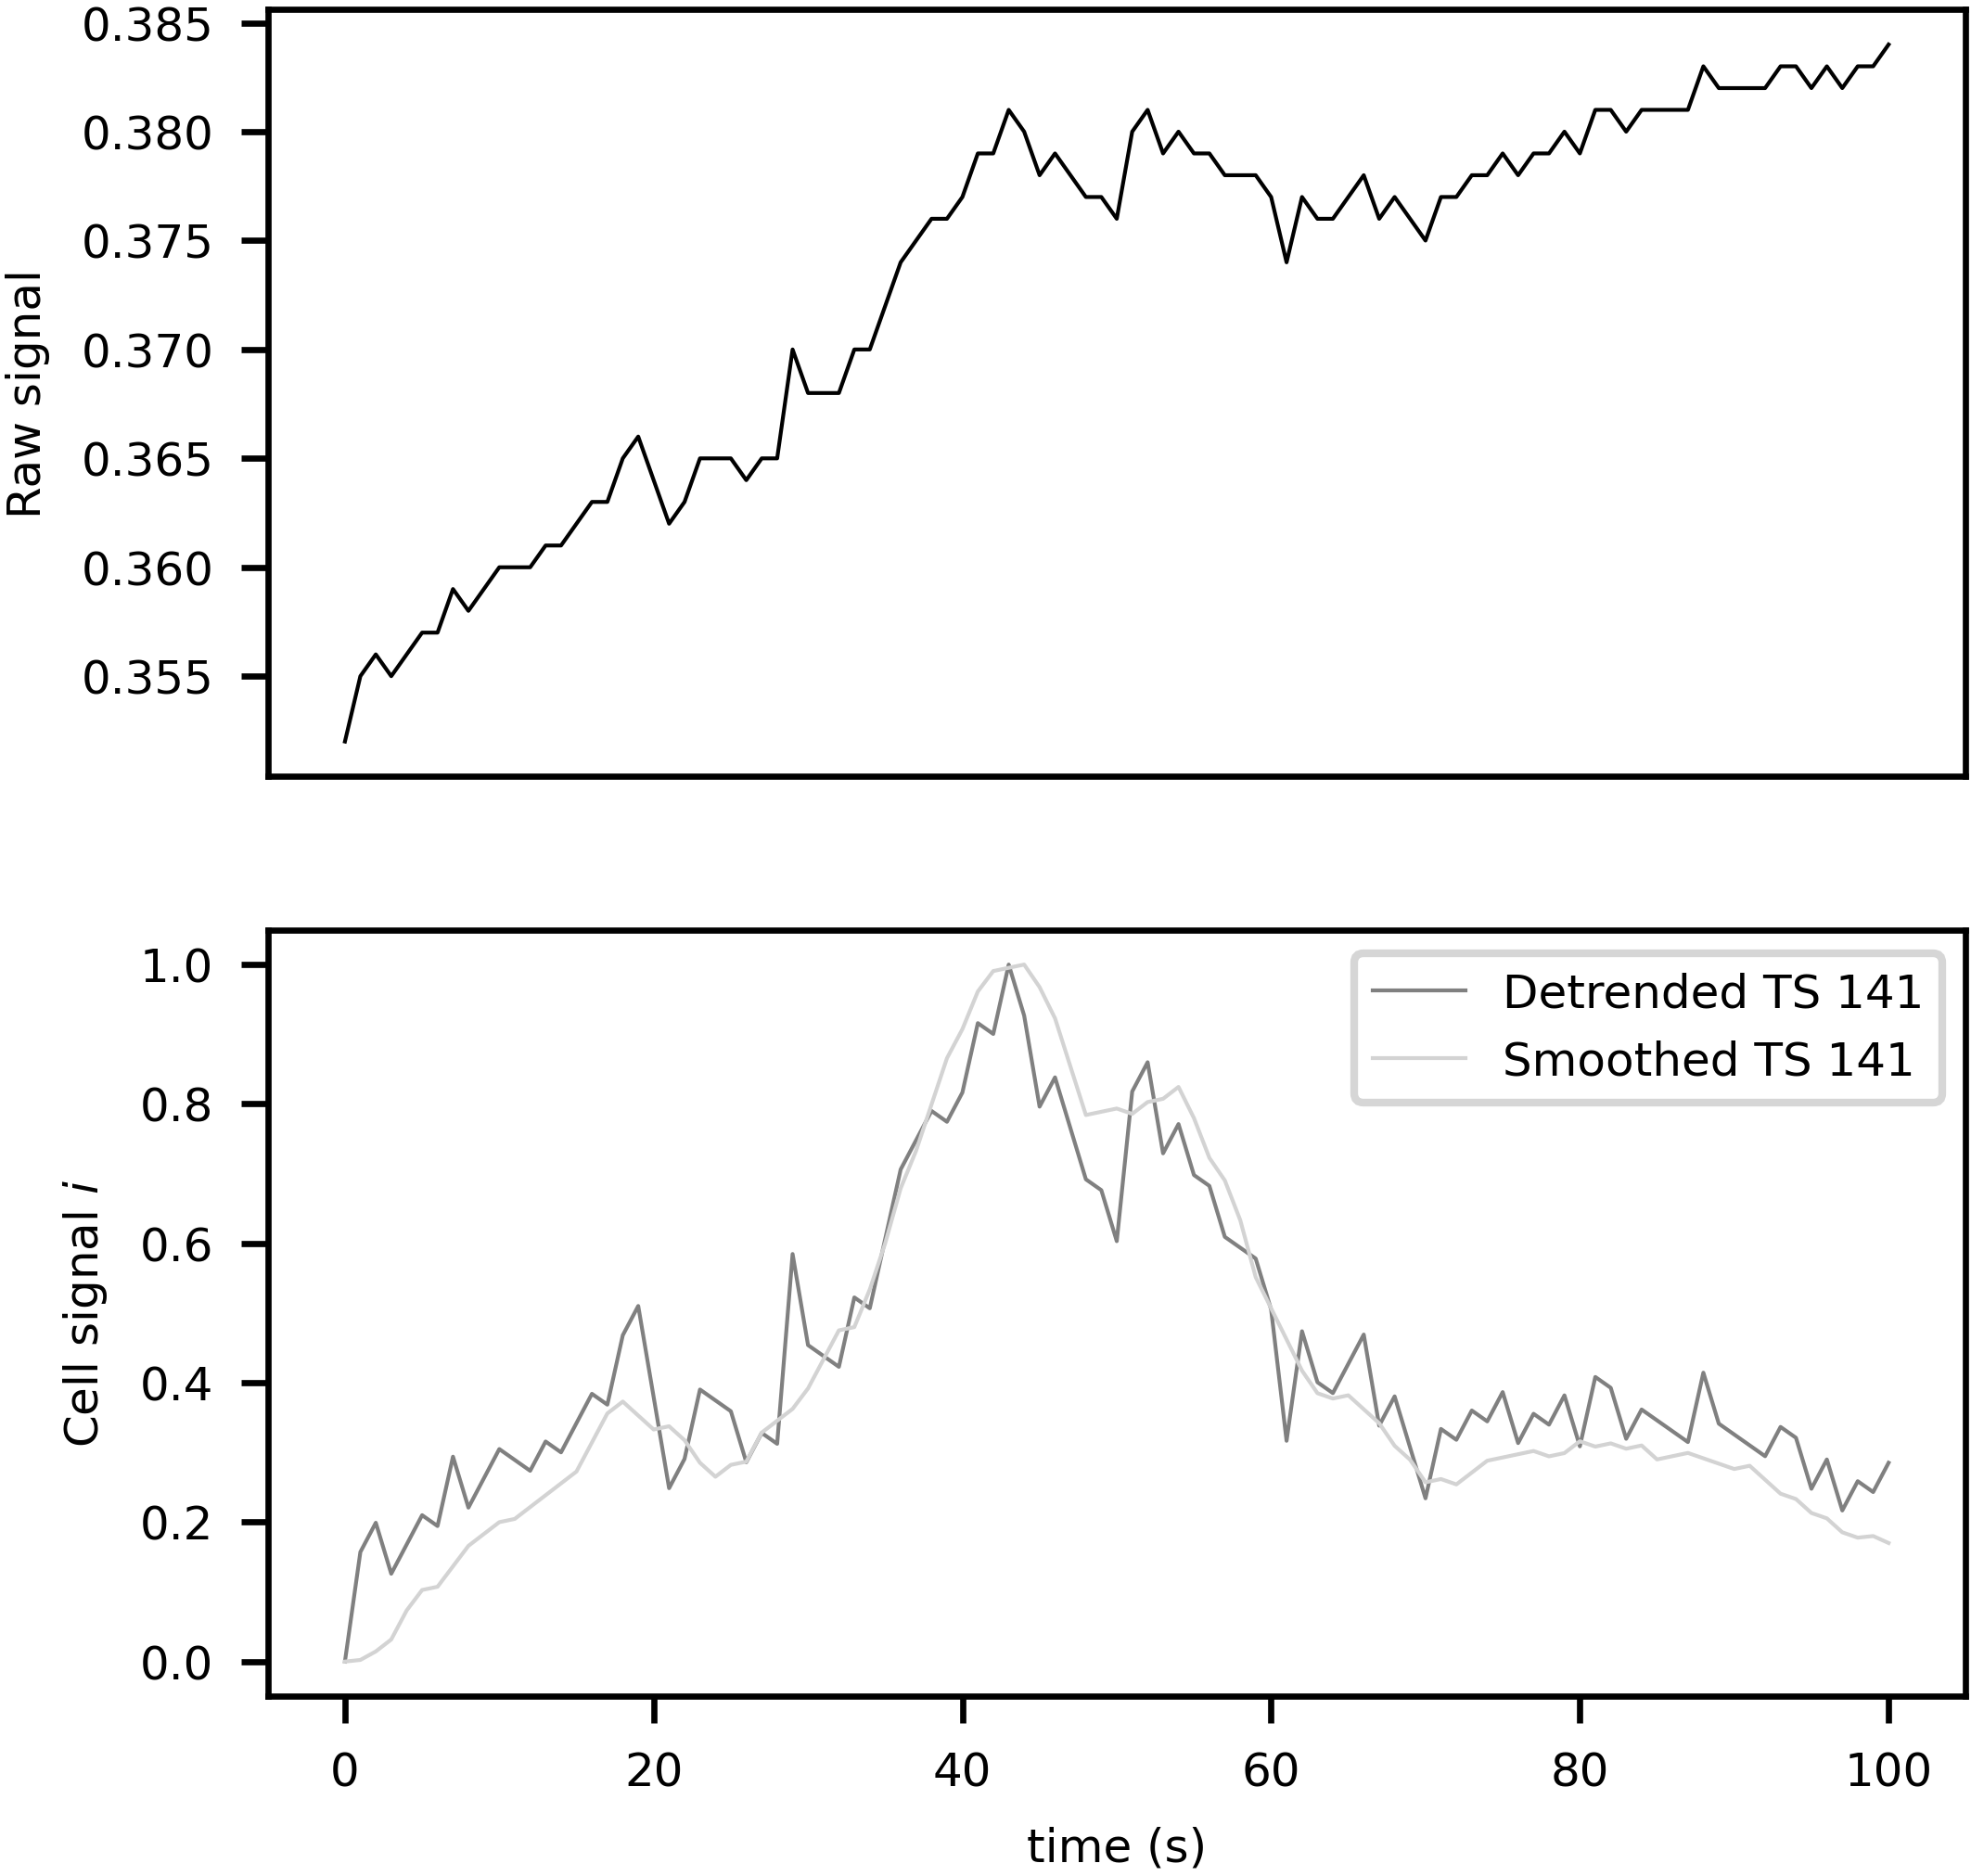 0.385
0.380
0.375
0.370
0.365
0.360
0.355
Raw signal
1.0
0.8
0.6
0.4
0.2
0.0
Cell signal i
Detrended TS 141
Smoothed TS 141
0 20 40 60 80 100
time (s)